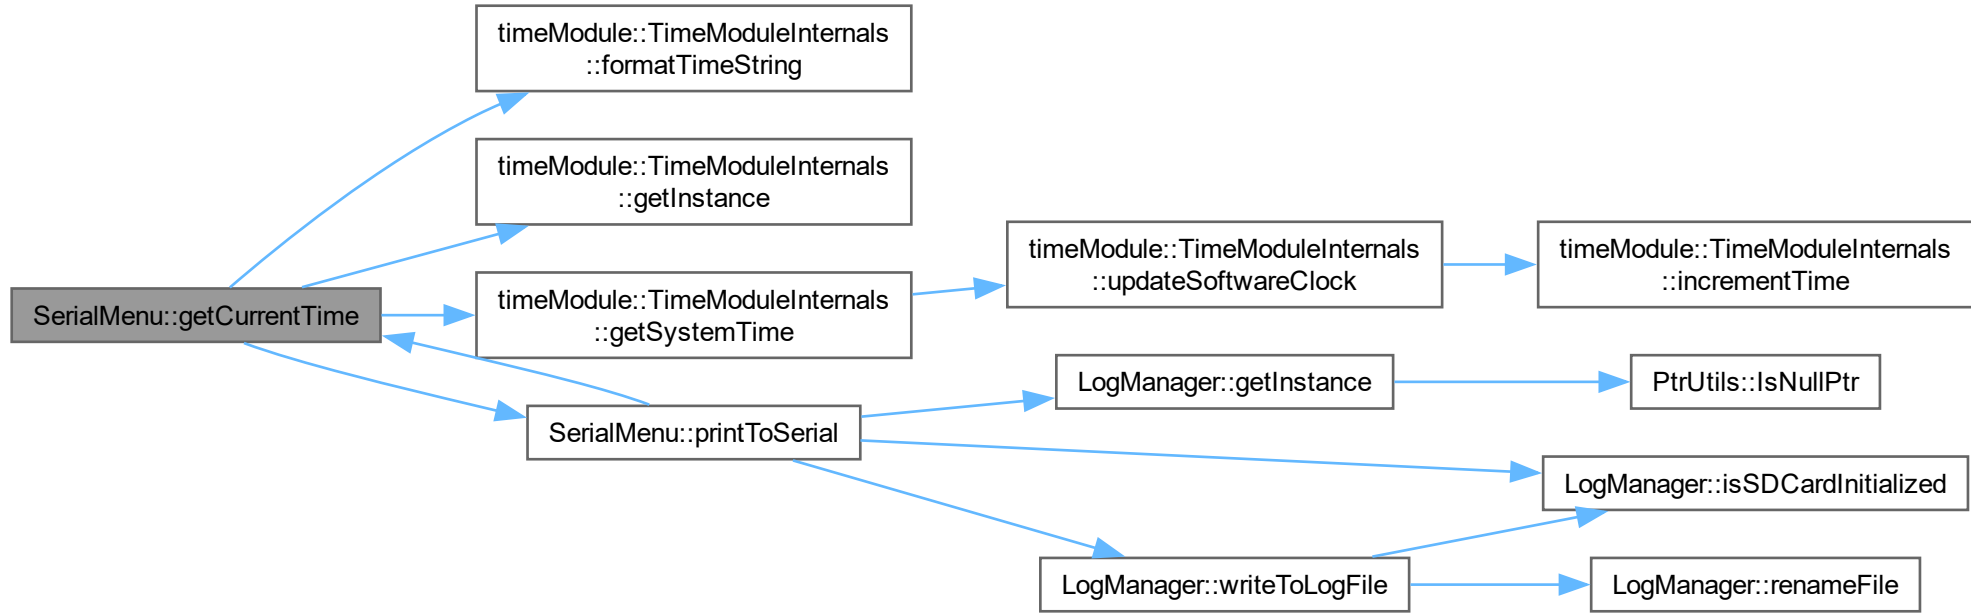 timeModule::TimeModuleInternals
::formatTimeString
timeModule::TimeModuleInternals
::getInstance
timeModule::TimeModuleInternals
::updateSoftwareClock
timeModule::TimeModuleInternals
::incrementTime
SerialMenu::getCurrentTime
timeModule::TimeModuleInternals
::getSystemTime
LogManager::getInstance
PtrUtils::IsNullPtr
SerialMenu::printToSerial
LogManager::isSDCardInitialized
LogManager::writeToLogFile
LogManager::renameFile